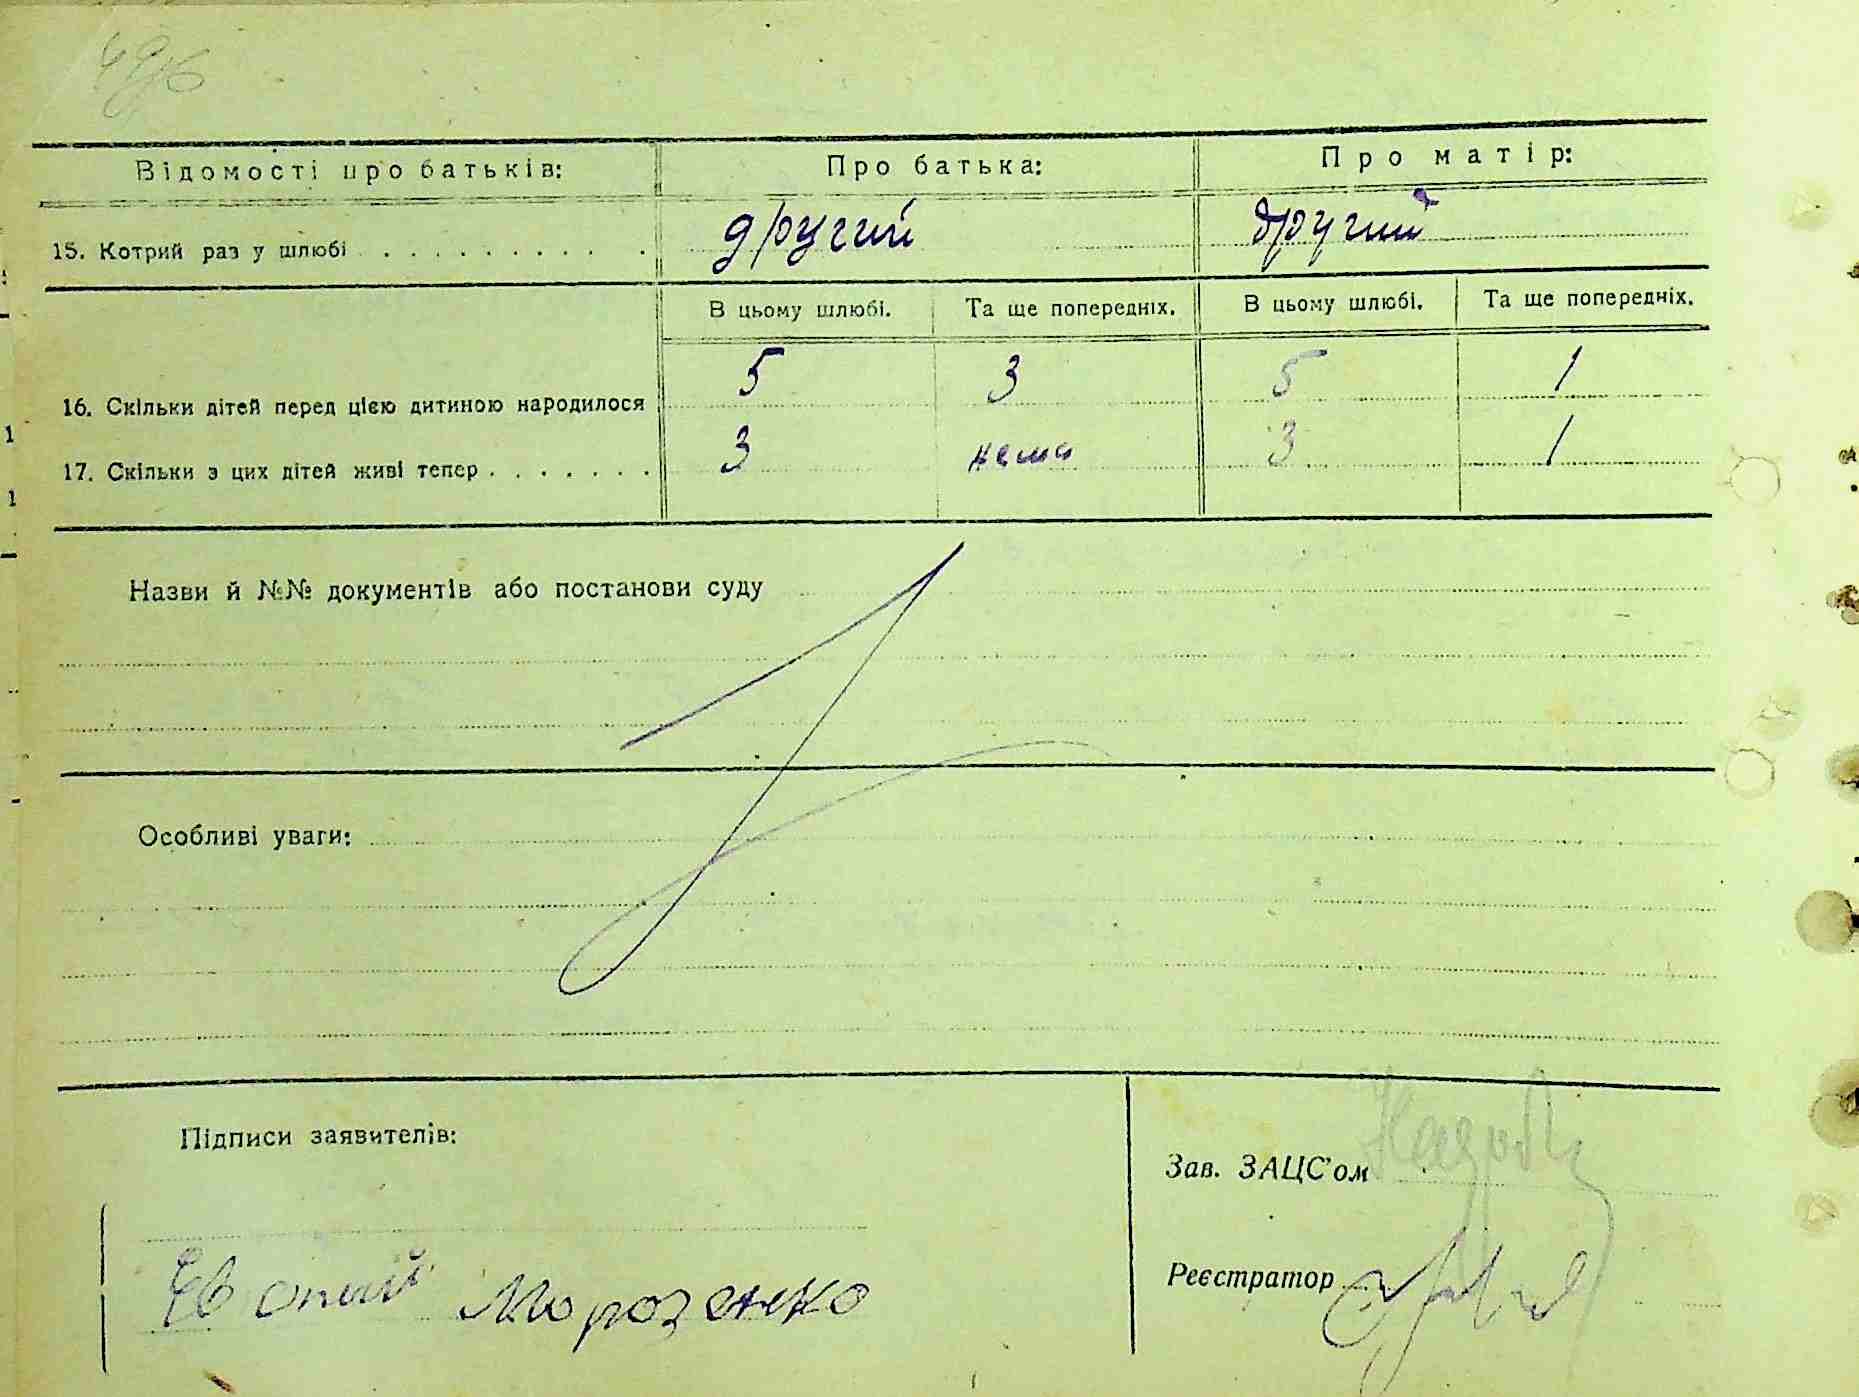 496
Відомості про батьків: Про батька: Про матір:
15. Котрий раз у шлюбі . . . . . . . . . . другий другий
В цьому шлюбі. Та ще попередніх. В цьому шлюбі. Та ще попередніх.
16. Скільки дітей перед цією дитиною народилося 5 3 5 1
17. Скільки з цих дітей живі тепер . . . . . . . 3 нема 3 1
Назви й №№ документів або постанови суду
Особливі уваги:
Підписи заявителів:
Зав. ЗАЦС'ом
Реєстратор
Морозенко